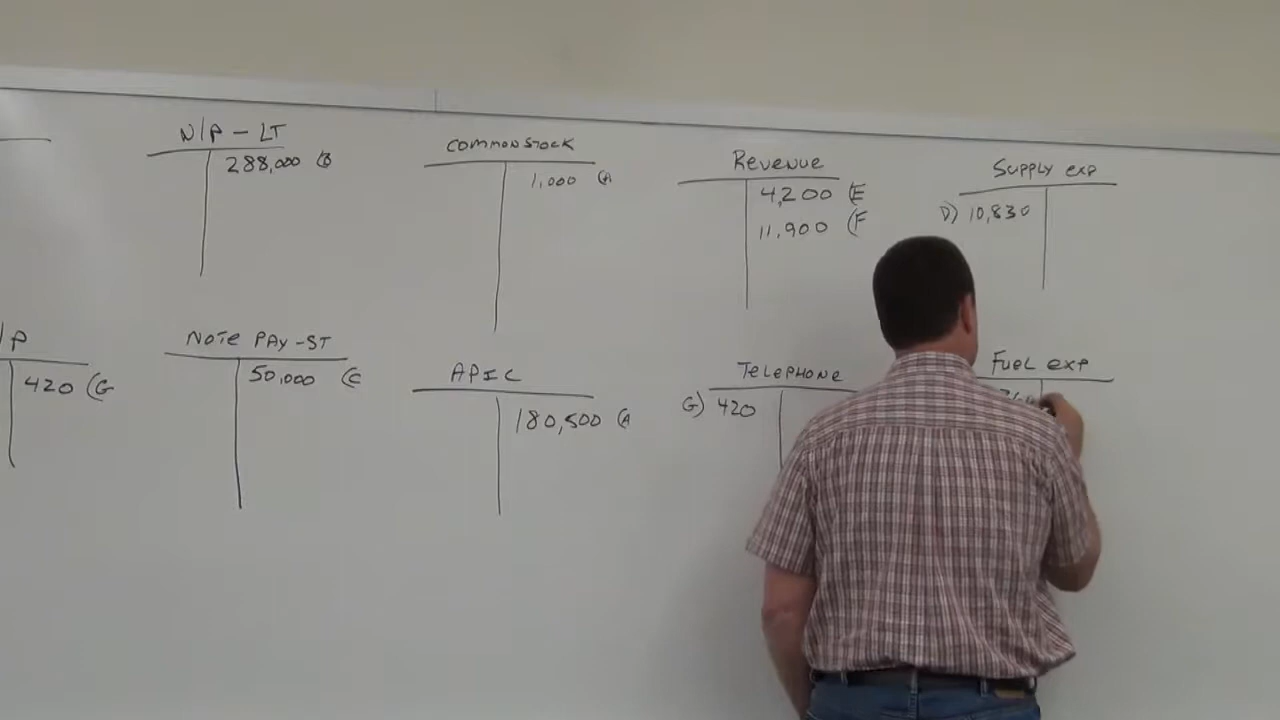 N/P - LT
288,000 (B
COMMON STOCK
1,000 (A
Revenue
4,200 (E
11,900 (F
SUPPLY exp
D) 10,830
/P
420 (G
NOTe PAY-ST
50,000 (C
APIC
180,500 (A
TeLePHONe
G) 420
FUeL exp